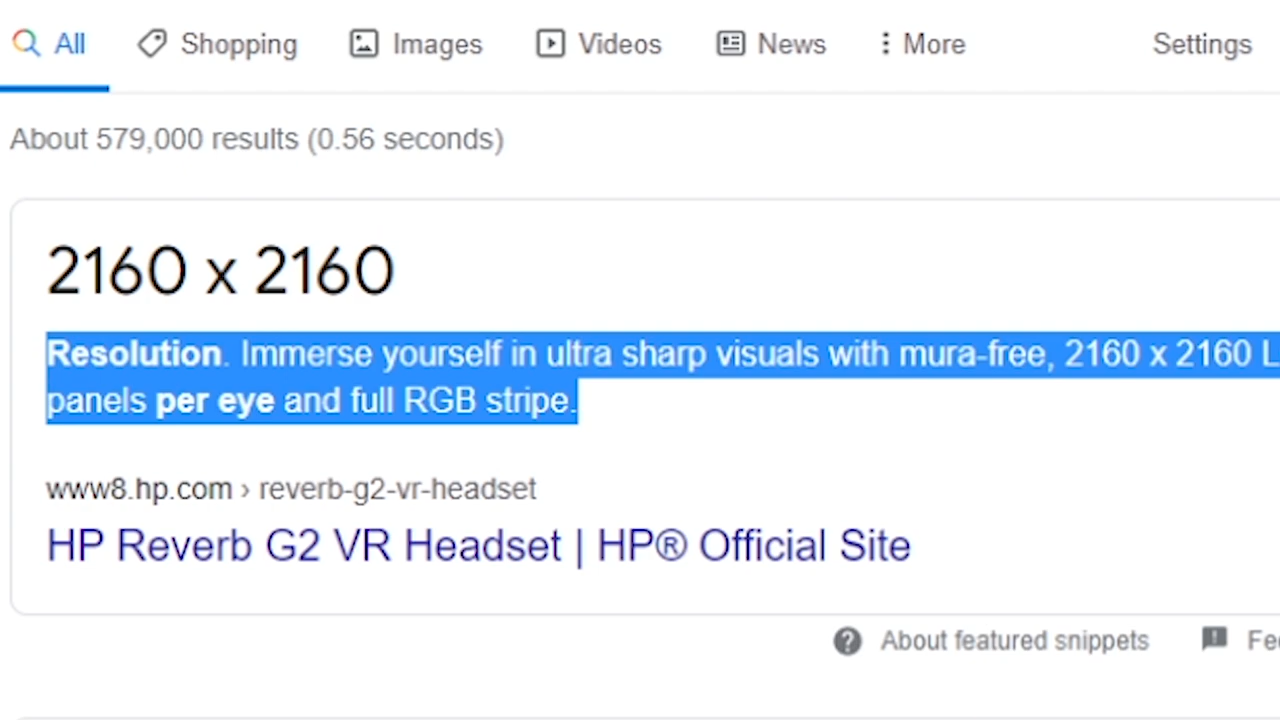 All Shopping Images Videos News More Settings
About 579,000 results (0.56 seconds)
2160 x 2160
Resolution. Immerse yourself in ultra sharp visuals with mura-free, 2160 x 2160
panels per eye and full RGB stripe.
www8.hp.com › reverb-g2-vr-headset
HP Reverb G2 VR Headset | HP® Official Site
About featured snippets